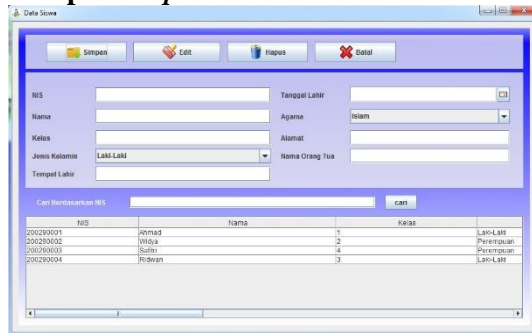 Data Siswa
Simpan Edit Hapus Batal
NIS Tanggal Lahir
Nama Agama Islam
Kelas Alamat
Jenis Kelamin Laki-Laki Nama Orang Tua
Tempat Lahir
Cari Berdasarkan NIS cari
NIS Nama Kelas
200290001 Ahmad 1 Laki-Laki
200290002 Widya 2 Perempuan
200290003 Safitri 4 Perempuan
200290004 Ridwan 3 Laki-Laki